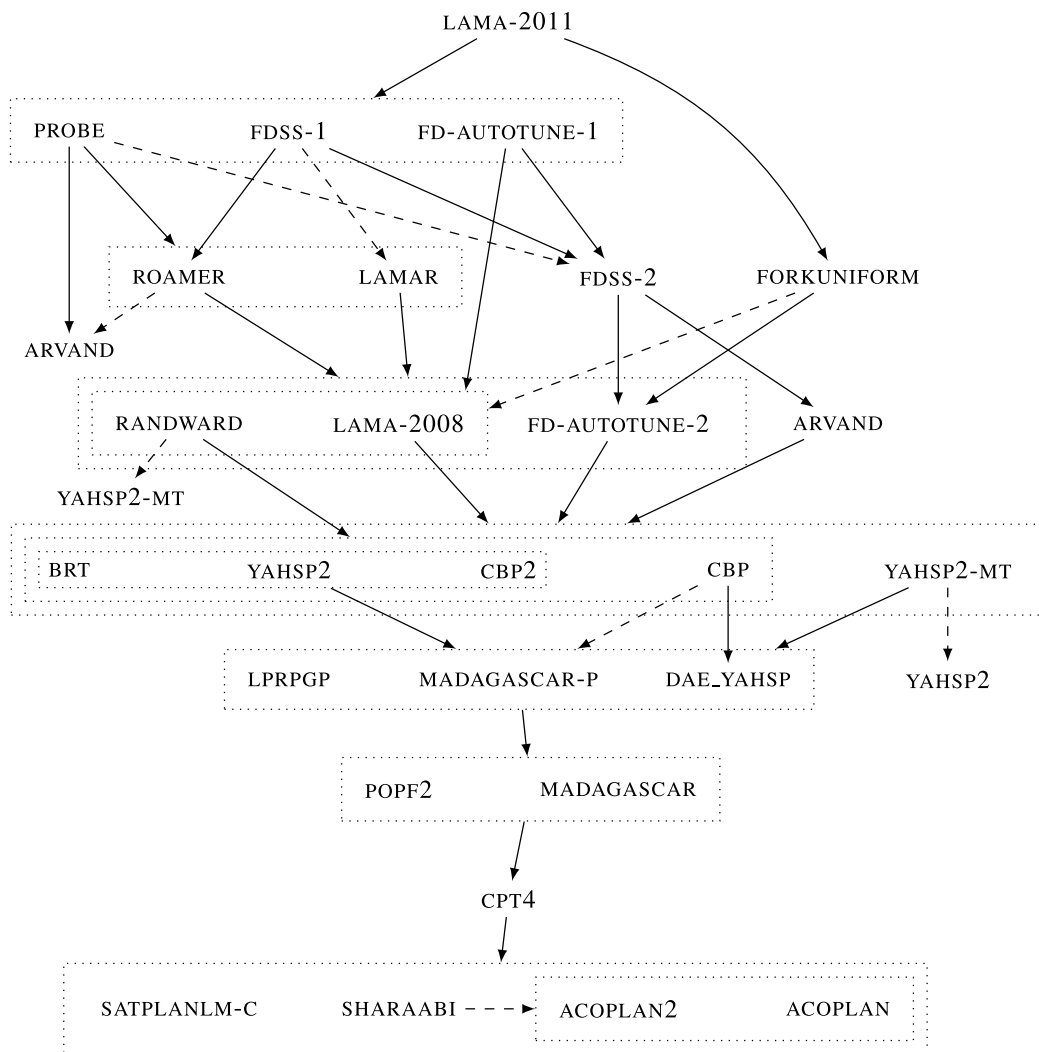 LAMA-2011
PROBE FDSS-1 FD-AUTOTUNE-1
ROAMER LAMAR FDSS-2 FORKUNIFORM
ARVAND
RANDWARD LAMA-2008 FD-AUTOTUNE-2 ARVAND
YAHSP2-MT
BRT YAHSP2 CBP2 CBP YAHSP2-MT
LPRPGP MADAGASCAR-P DAE_YAHSP YAHSP2
POPF2 MADAGASCAR
CPT4
SATPLANLM-C SHARAABI ACOPLAN2 ACOPLAN